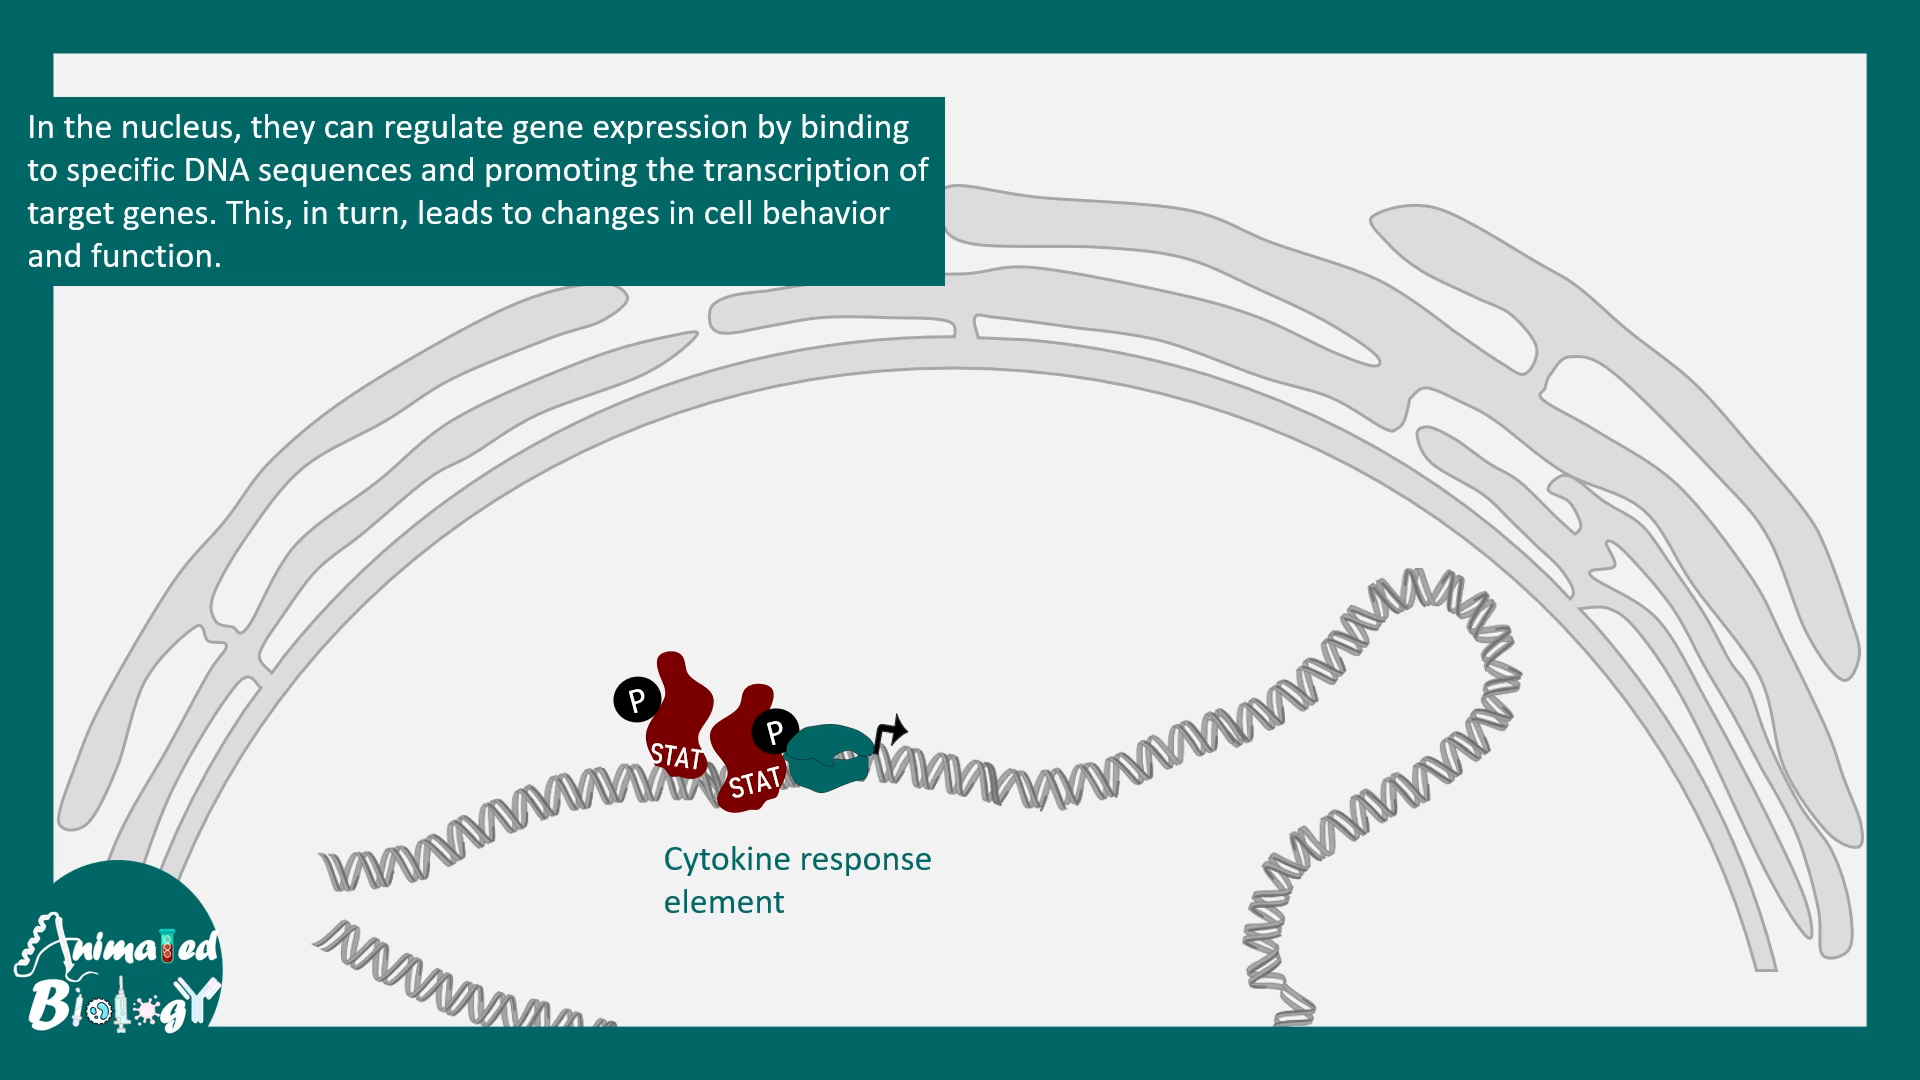 In the nucleus, they can regulate gene expression by binding
to specific DNA sequences and promoting the transcription of
target genes. This, in turn, leads to changes in cell behavior
and function.
P
P
STAT
STAT
Cytokine response
element
Animated
Biology